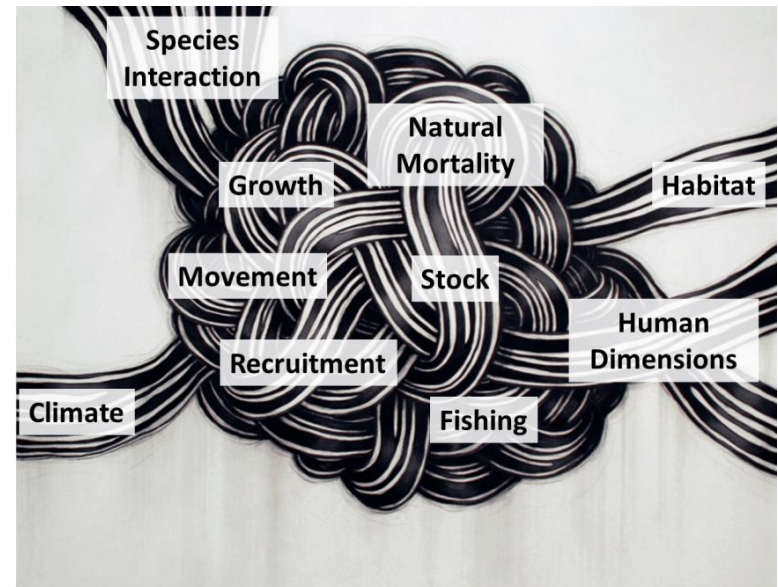 Species
Interaction
Natural
Mortality
Growth
Habitat
Movement
Stock
Human
Dimensions
Recruitment
Climate
Fishing